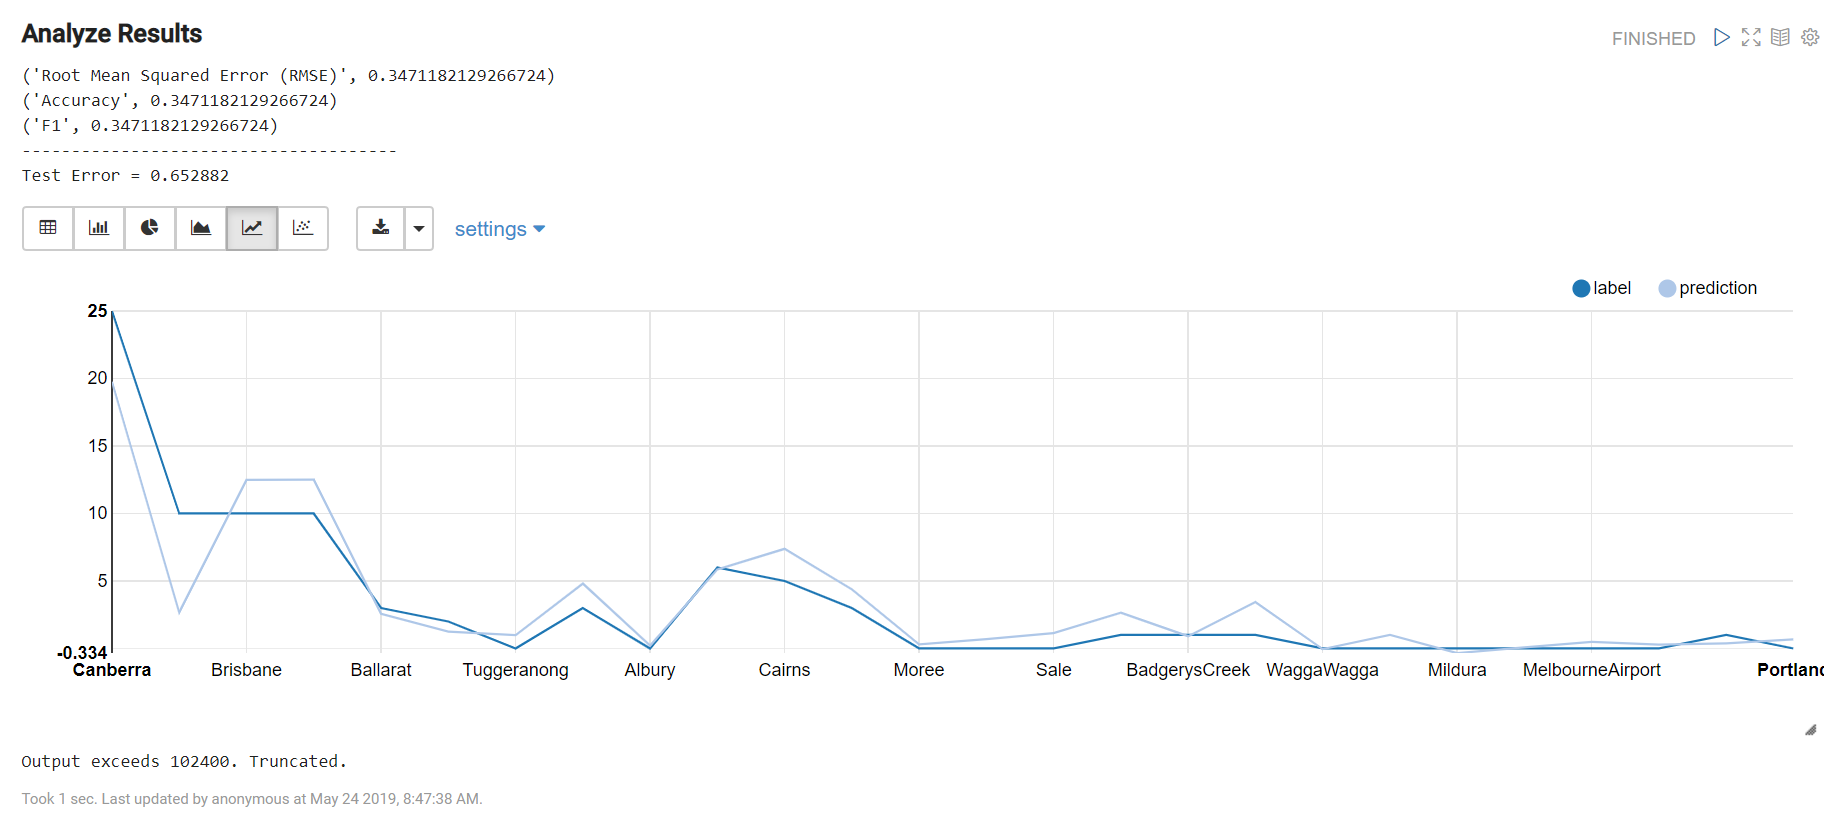 Analyze Results
FINISHED
('Root Mean Squared Error (RMSE)', 0.3471182129266724)
('Accuracy', 0.3471182129266724)
('F1', 0.3471182129266724)
--------------------------------------
Test Error = 0.652882
settings
label prediction
25
20
15
10
5
-0.334
Canberra Brisbane Ballarat Tuggeranong Albury Cairns Moree Sale BadgerysCreek WaggaWagga Mildura MelbourneAirport Portland
Output exceeds 102400. Truncated.
Took 1 sec. Last updated by anonymous at May 24 2019, 8:47:38 AM.